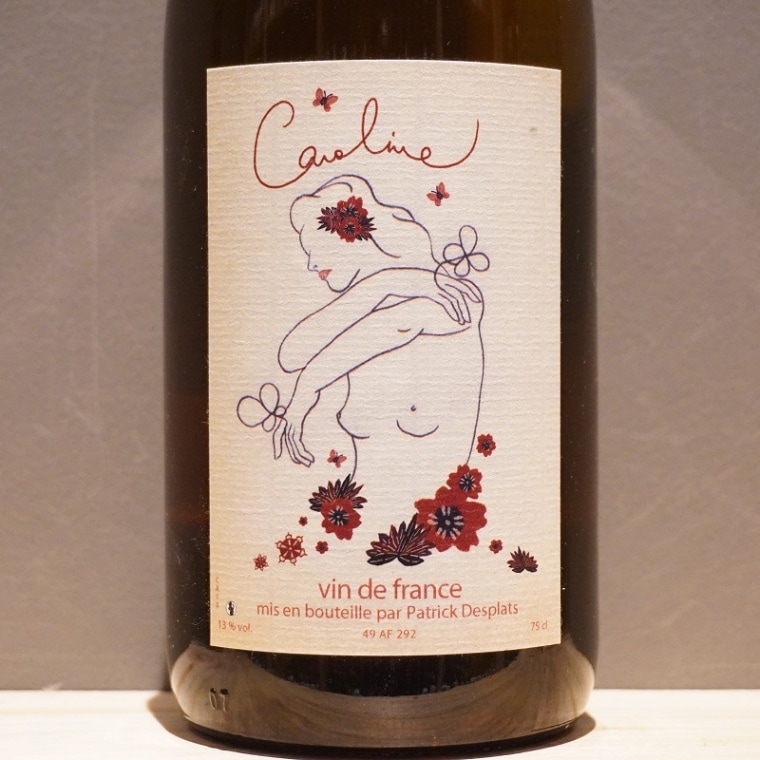 Caroline
vin de france
mis en bouteille par Patrick Desplats
13 % vol.
49 AF 292
75 cl